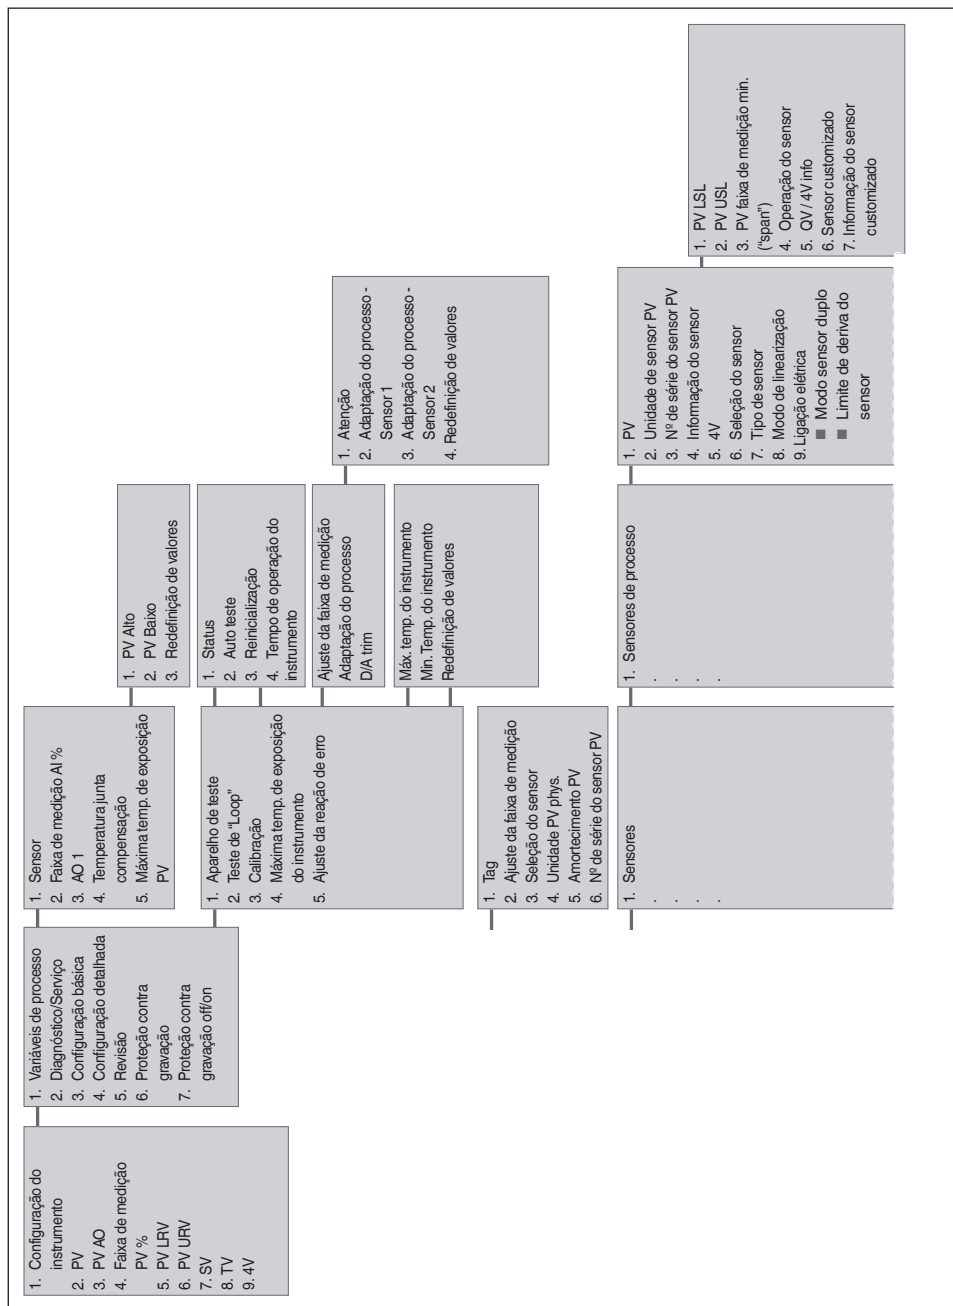 1. Configuração do
instrumento
2. PV
3. PV AO
4. Faixa de medição
PV %
5. PV LRV
6. PV URV
7. SV
8. TV
9. 4V
1. Variáveis de processo
2. Diagnóstico/Serviço
3. Configuração básica
4. Configuração detalhada
5. Revisão
6. Proteção contra
gravação
7. Proteção contra
gravação off/on
1. Sensor
2. Faixa de medição AI %
3. AO 1
4. Temperatura junta
compensação
5. Máxima temp. de exposição
PV
1. PV Alto
2. PV Baixo
3. Redefinição de valores
1. Aparelho de teste
2. Teste de “Loop”
3. Calibração
4. Máxima temp. de exposição
do instrumento
5. Ajuste da reação de erro
1. Status
2. Auto teste
3. Reinicialização
4. Tempo de operação do
instrumento
Ajuste da faixa de medição
Adaptação do processo
D/A trim
1. Atenção
2. Adaptação do processo -
Sensor 1
3. Adaptação do processo -
Sensor 2
4. Redefinição de valores
Máx. temp. do instrumento
Min. Temp. do instrumento
Redefinição de valores
1. Tag
2. Ajuste da faixa de medição
3. Seleção do sensor
4. Unidade PV phys.
5. Amortecimento PV
6. Nº de série do sensor PV
1. Sensores
.
.
.
.
1. Sensores de processo
.
.
.
.
1. PV
2. Unidade de sensor PV
3. Nº de série do sensor PV
4. Informação do sensor
5. 4V
6. Seleção do sensor
7. Tipo de sensor
8. Modo de linearização
9. Ligação elétrica
■ Modo sensor duplo
■ Limite de deriva do
sensor
1. PV LSL
2. PV USL
3. PV faixa de medição min.
(“span”)
4. Operação do sensor
5. QV / 4V info
6. Sensor customizado
7. Informação do sensor
customizado